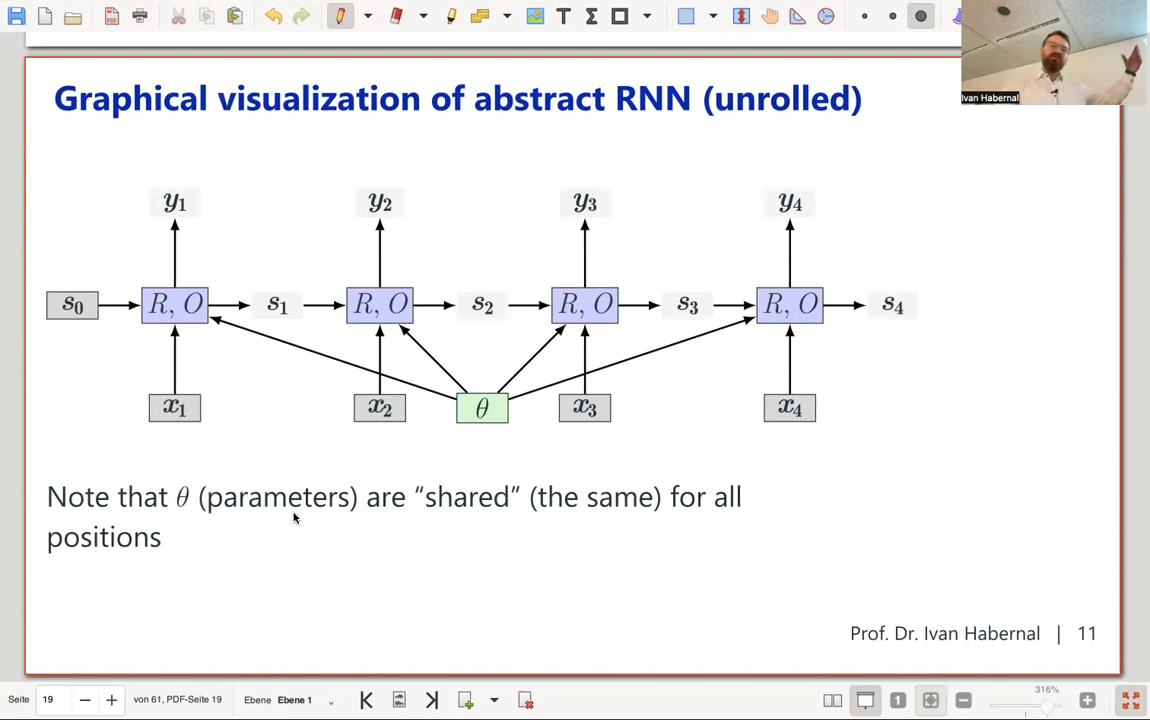 Ivan Habernal
Graphical visualization of abstract RNN (unrolled)
y1 y2 y3 y4
s0 R, O s1 R, O s2 R, O s3 R, O s4
x1 x2 θ x3 x4
Note that θ (parameters) are “shared” (the same) for all
positions
Prof. Dr. Ivan Habernal | 11
Seite 19 von 61, PDF-Seite 19 Ebene Ebene 1 1 316%